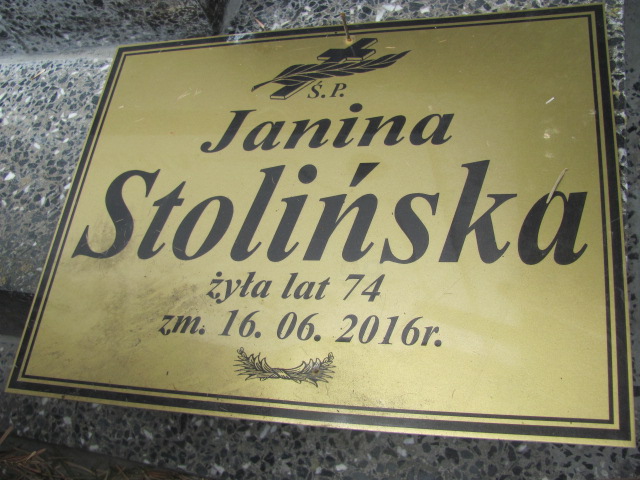 Ś.P.
Janina
Stolińska
żyła lat 74
zm. 16. 06. 2016r.